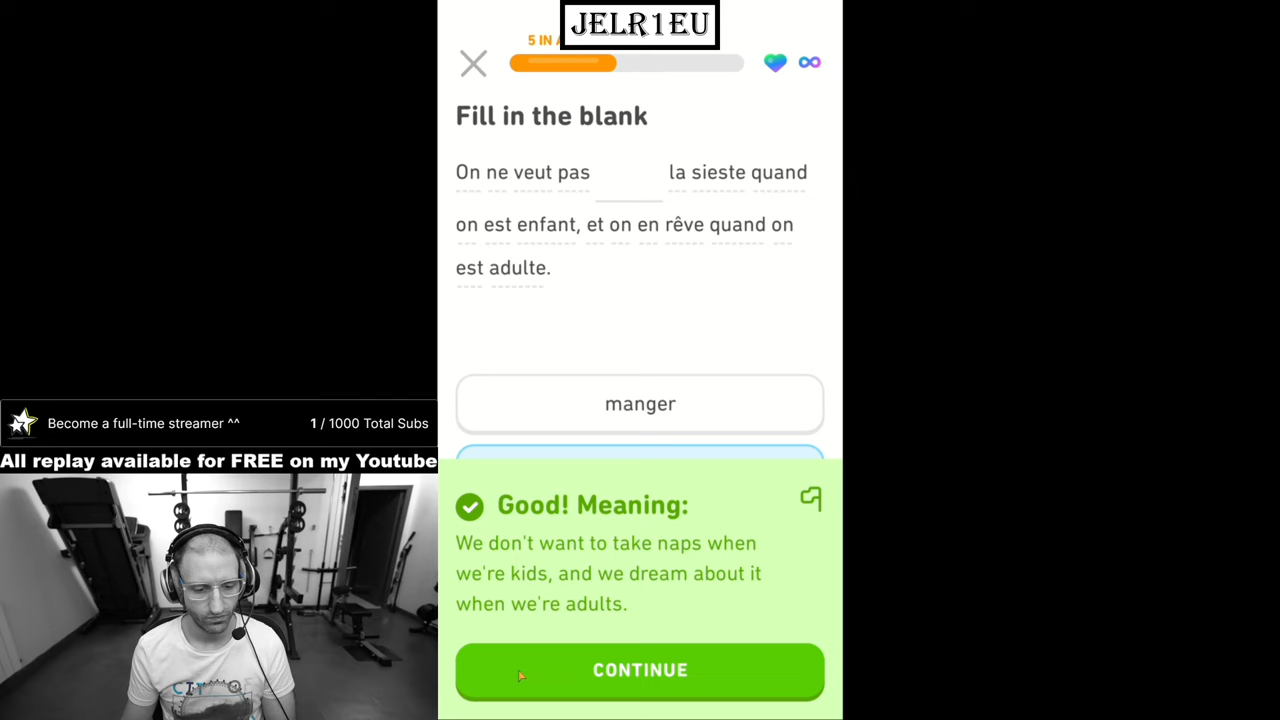 JELR1EU
5 IN A
Fill in the blank
On ne veut pas la sieste quand
on est enfant, et on en rêve quand on
est adulte.
manger
Become a full-time streamer ^^ 1 / 1000 Total Subs
All replay available for FREE on my Youtube
Good! Meaning:
We don't want to take naps when
we're kids, and we dream about it
when we're adults.
CONTINUE